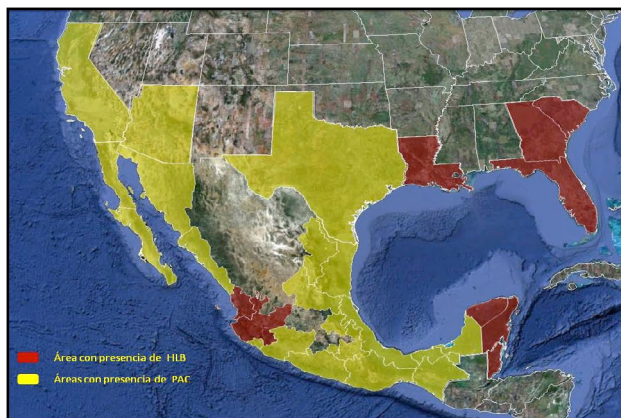 Área con presencia de HLB
Áreas con presencia de PAC